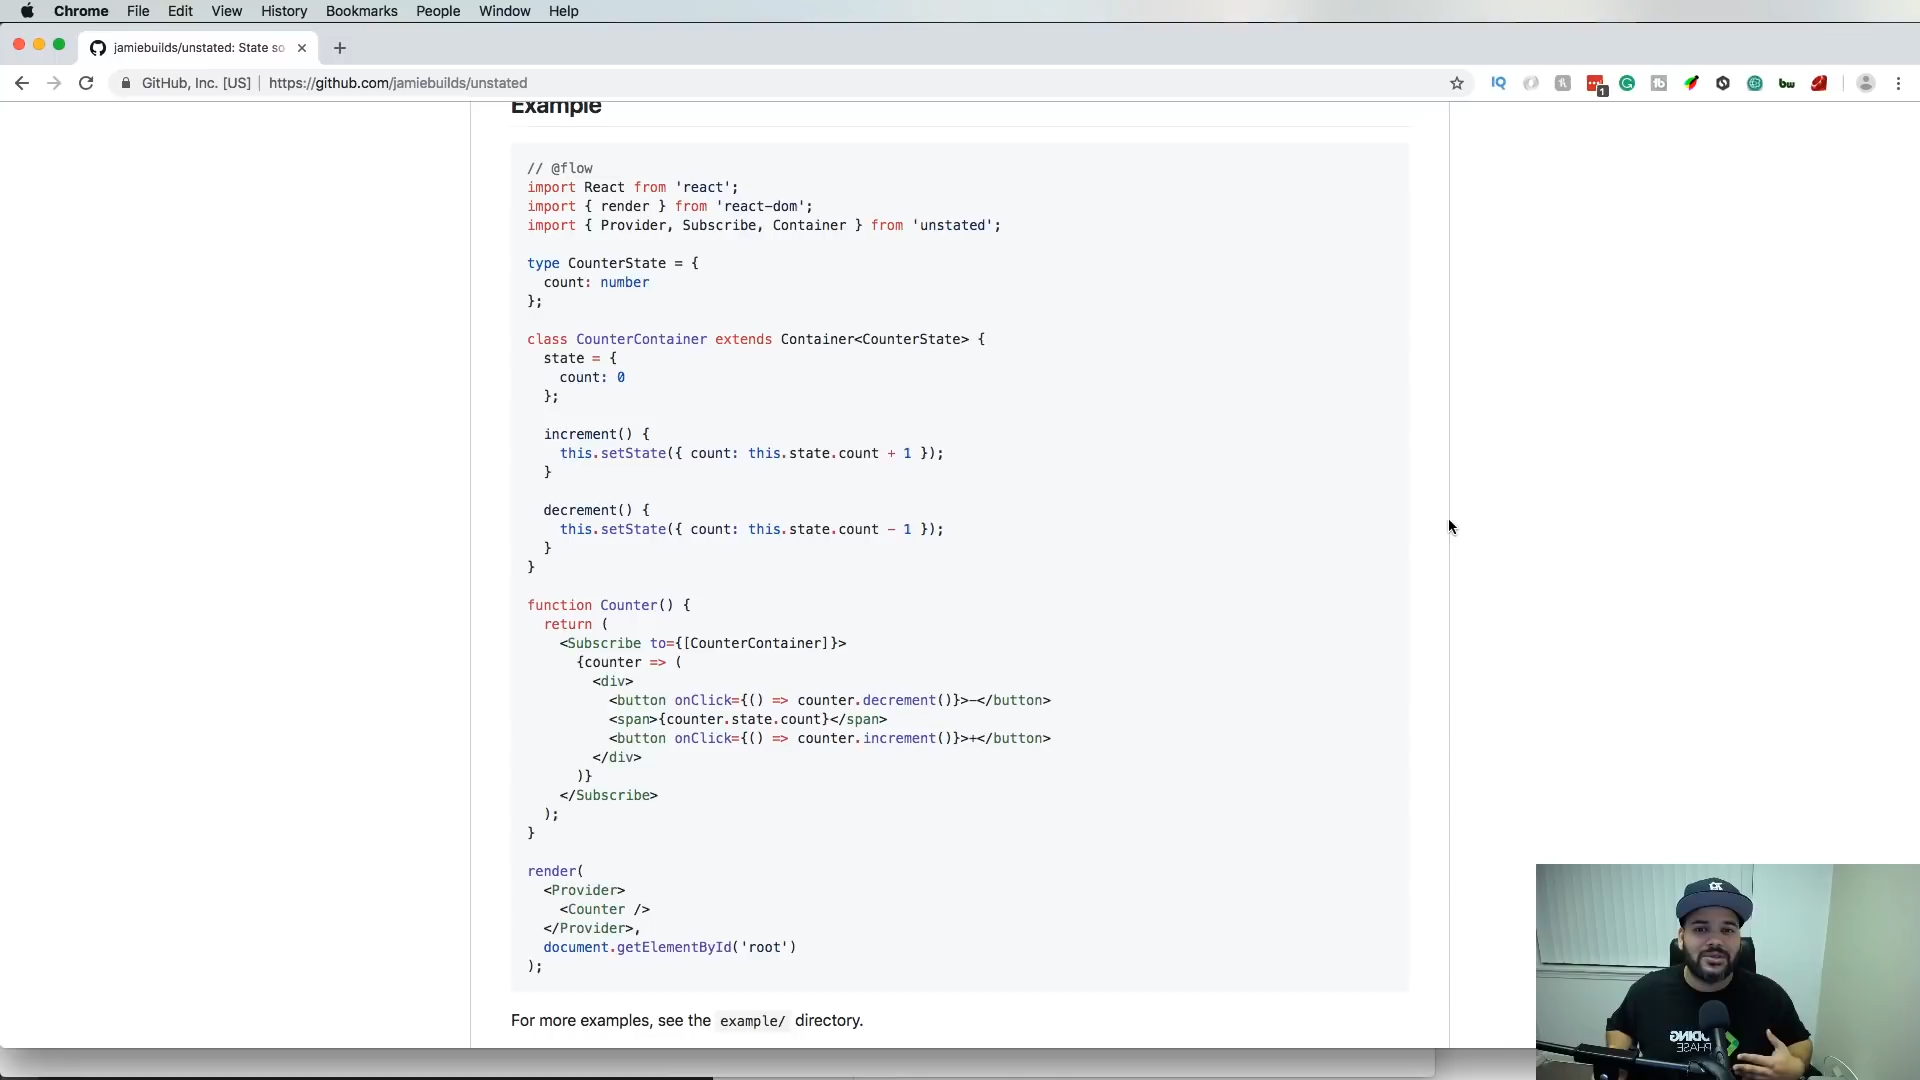 Chrome File Edit View History Bookmarks People Window Help
jamiebuilds/unstated: State so
GitHub, Inc. [US] | https://github.com/jamiebuilds/unstated
IQ
1
bw
Example
// @flow
import React from 'react';
import { render } from 'react-dom';
import { Provider, Subscribe, Container } from 'unstated';
type CounterState = {
count: number
};
class CounterContainer extends Container<CounterState> {
state = {
count: 0
};
increment() {
this.setState({ count: this.state.count + 1 });
}
decrement() {
this.setState({ count: this.state.count - 1 });
}
}
function Counter() {
return (
<Subscribe to={[CounterContainer]}>
{counter => (
<div>
<button onClick={() => counter.decrement()}>-</button>
<span>{counter.state.count}</span>
<button onClick={() => counter.increment()}>+</button>
</div>
)}
</Subscribe>
);
}
render(
<Provider>
<Counter />
</Provider>,
document.getElementById('root')
);
For more examples, see the example/ directory.
PHASE